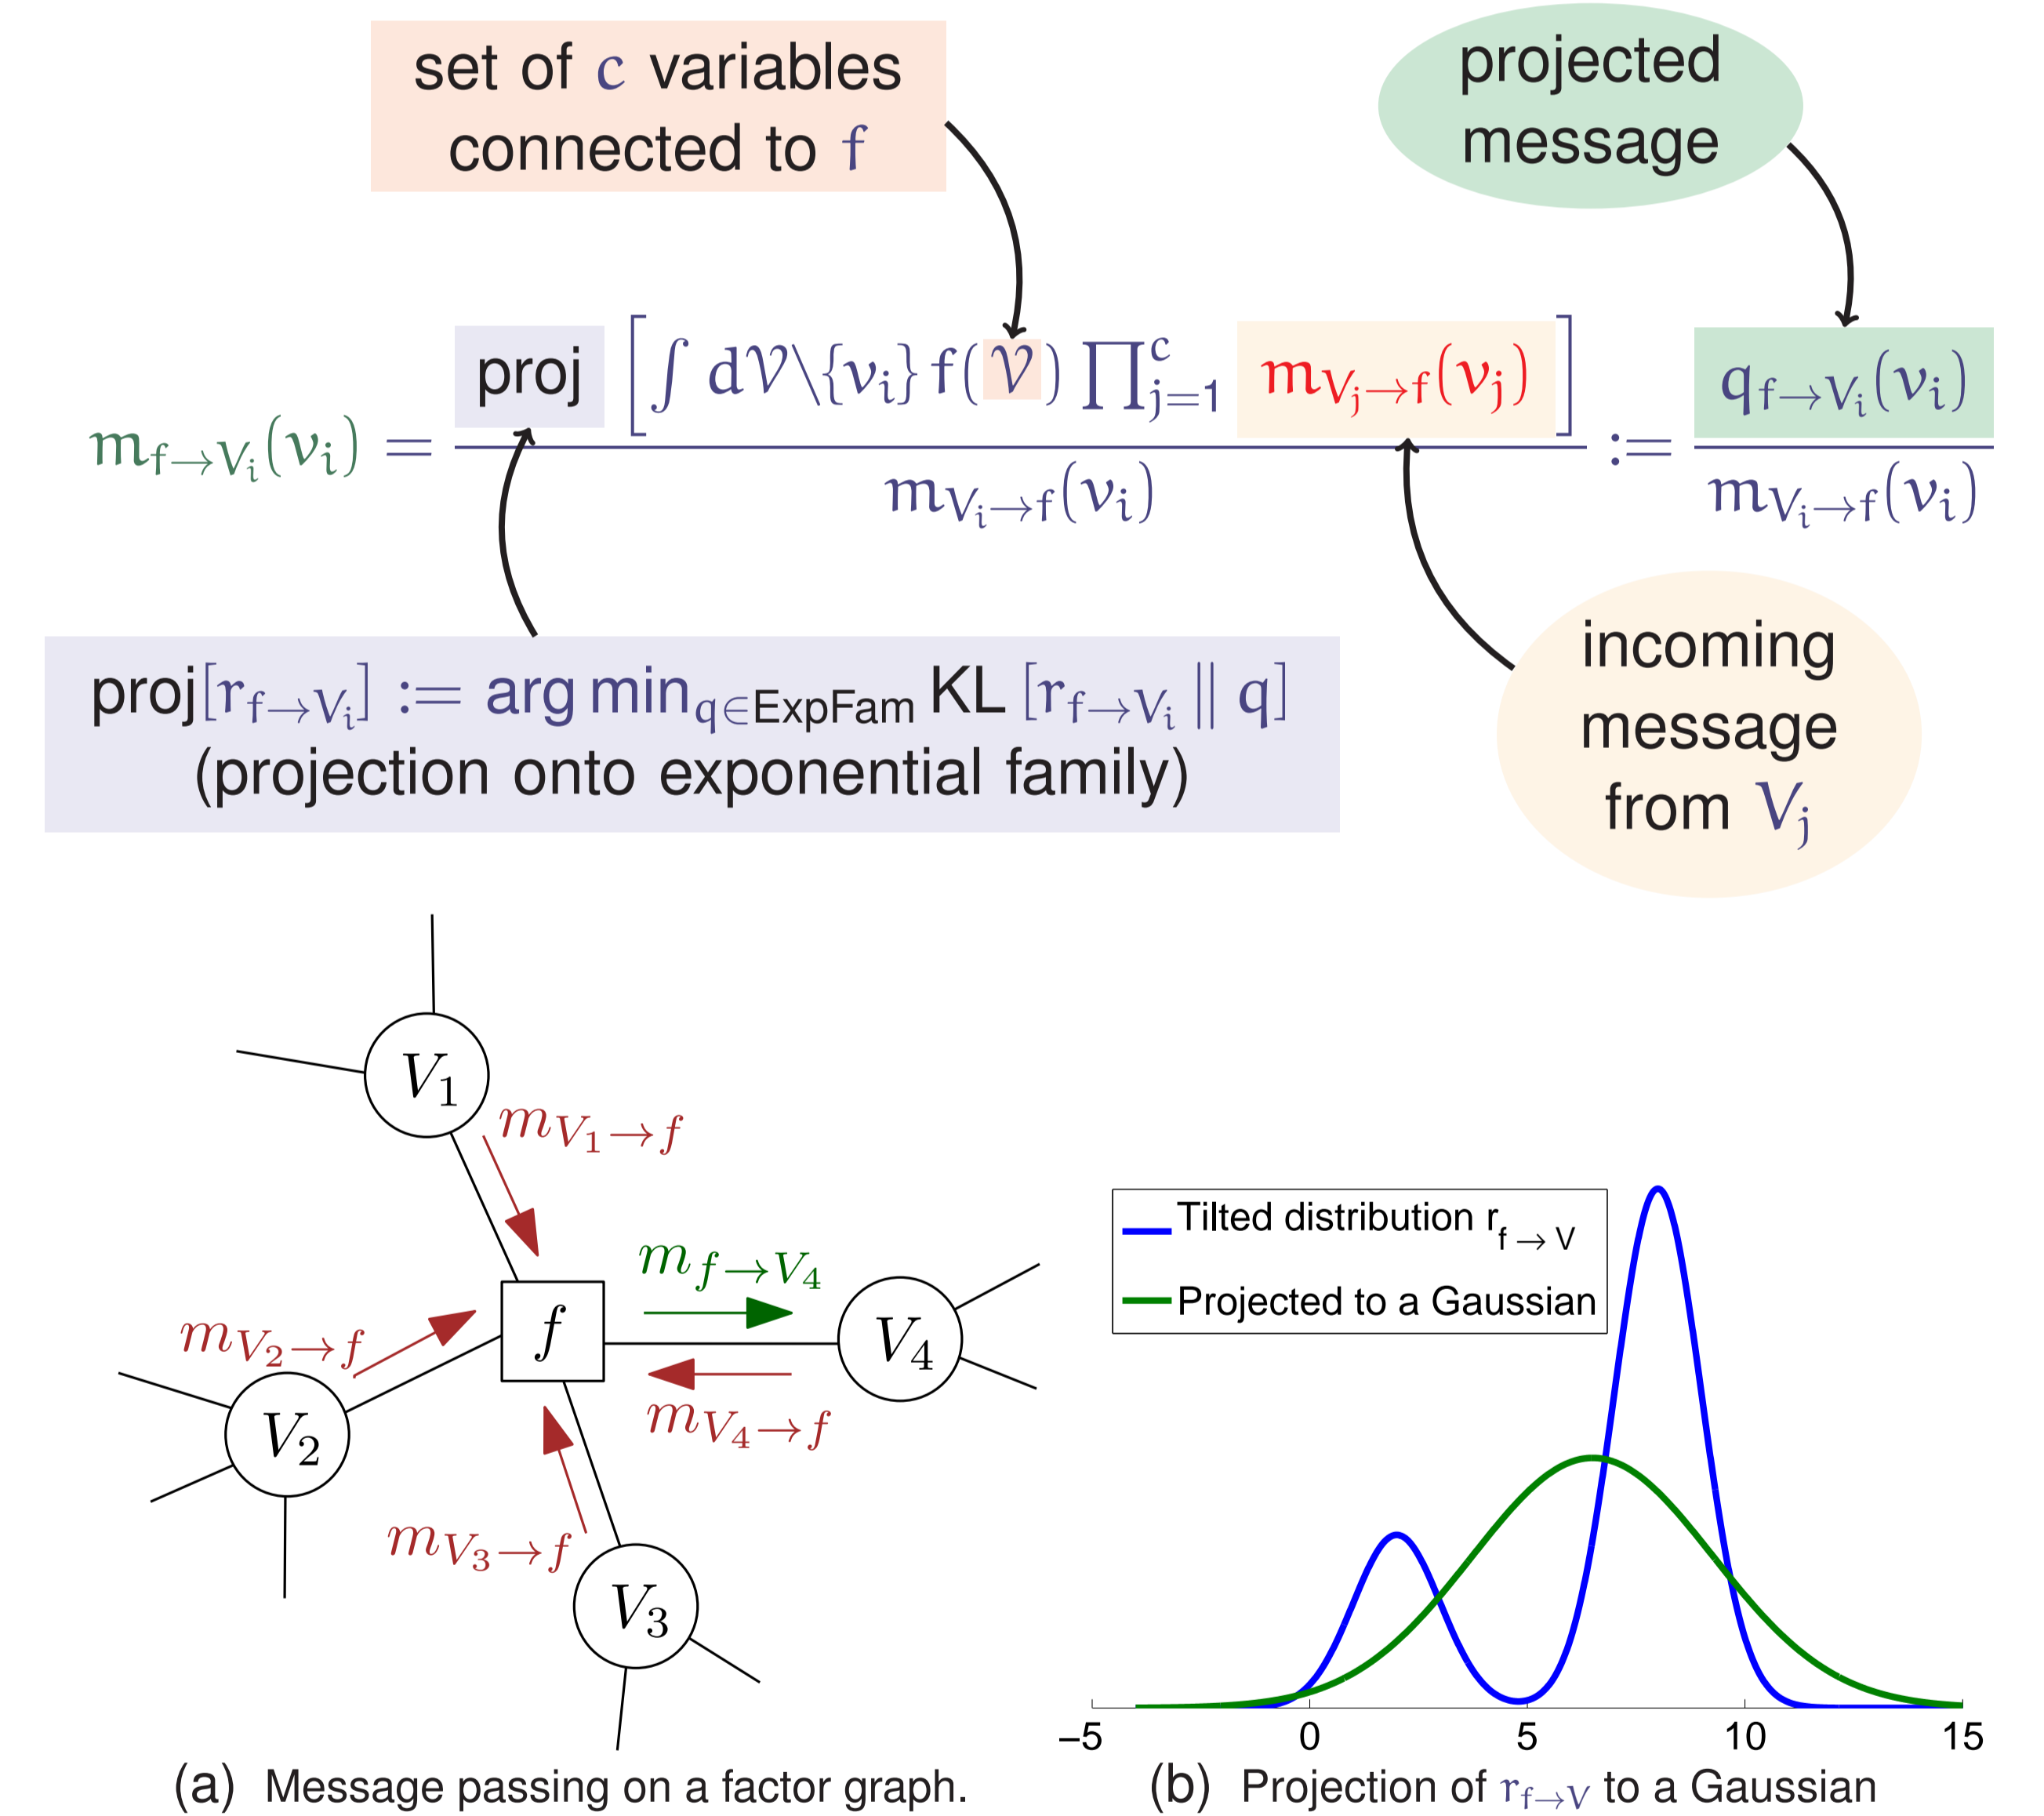 set of c variables
connected to f
projected
message
m_{f→V_i}(v_i) = proj [∫ d𝒱\{v_i} f(𝒱) ∏_{j=1}^{c} m_{V_j→f}(v_j)] / m_{V_i→f}(v_i) := q_{f→V_i}(v_i) / m_{V_i→f}(v_i)
proj[r_{f→V_i}] := arg min_{q∈ExpFam} KL [r_{f→V_i} || q]
(projection onto exponential family)
incoming
message
from V_j
V_1
m_{V_1→f}
m_{f→V_4}
m_{V_2→f}
f
V_4
m_{V_4→f}
V_2
m_{V_3→f}
V_3
(a) Message passing on a factor graph.
Tilted distribution r_{f → V}
Projected to a Gaussian
−5 0 5 10 15
(b) Projection of r_{f→V} to a Gaussian